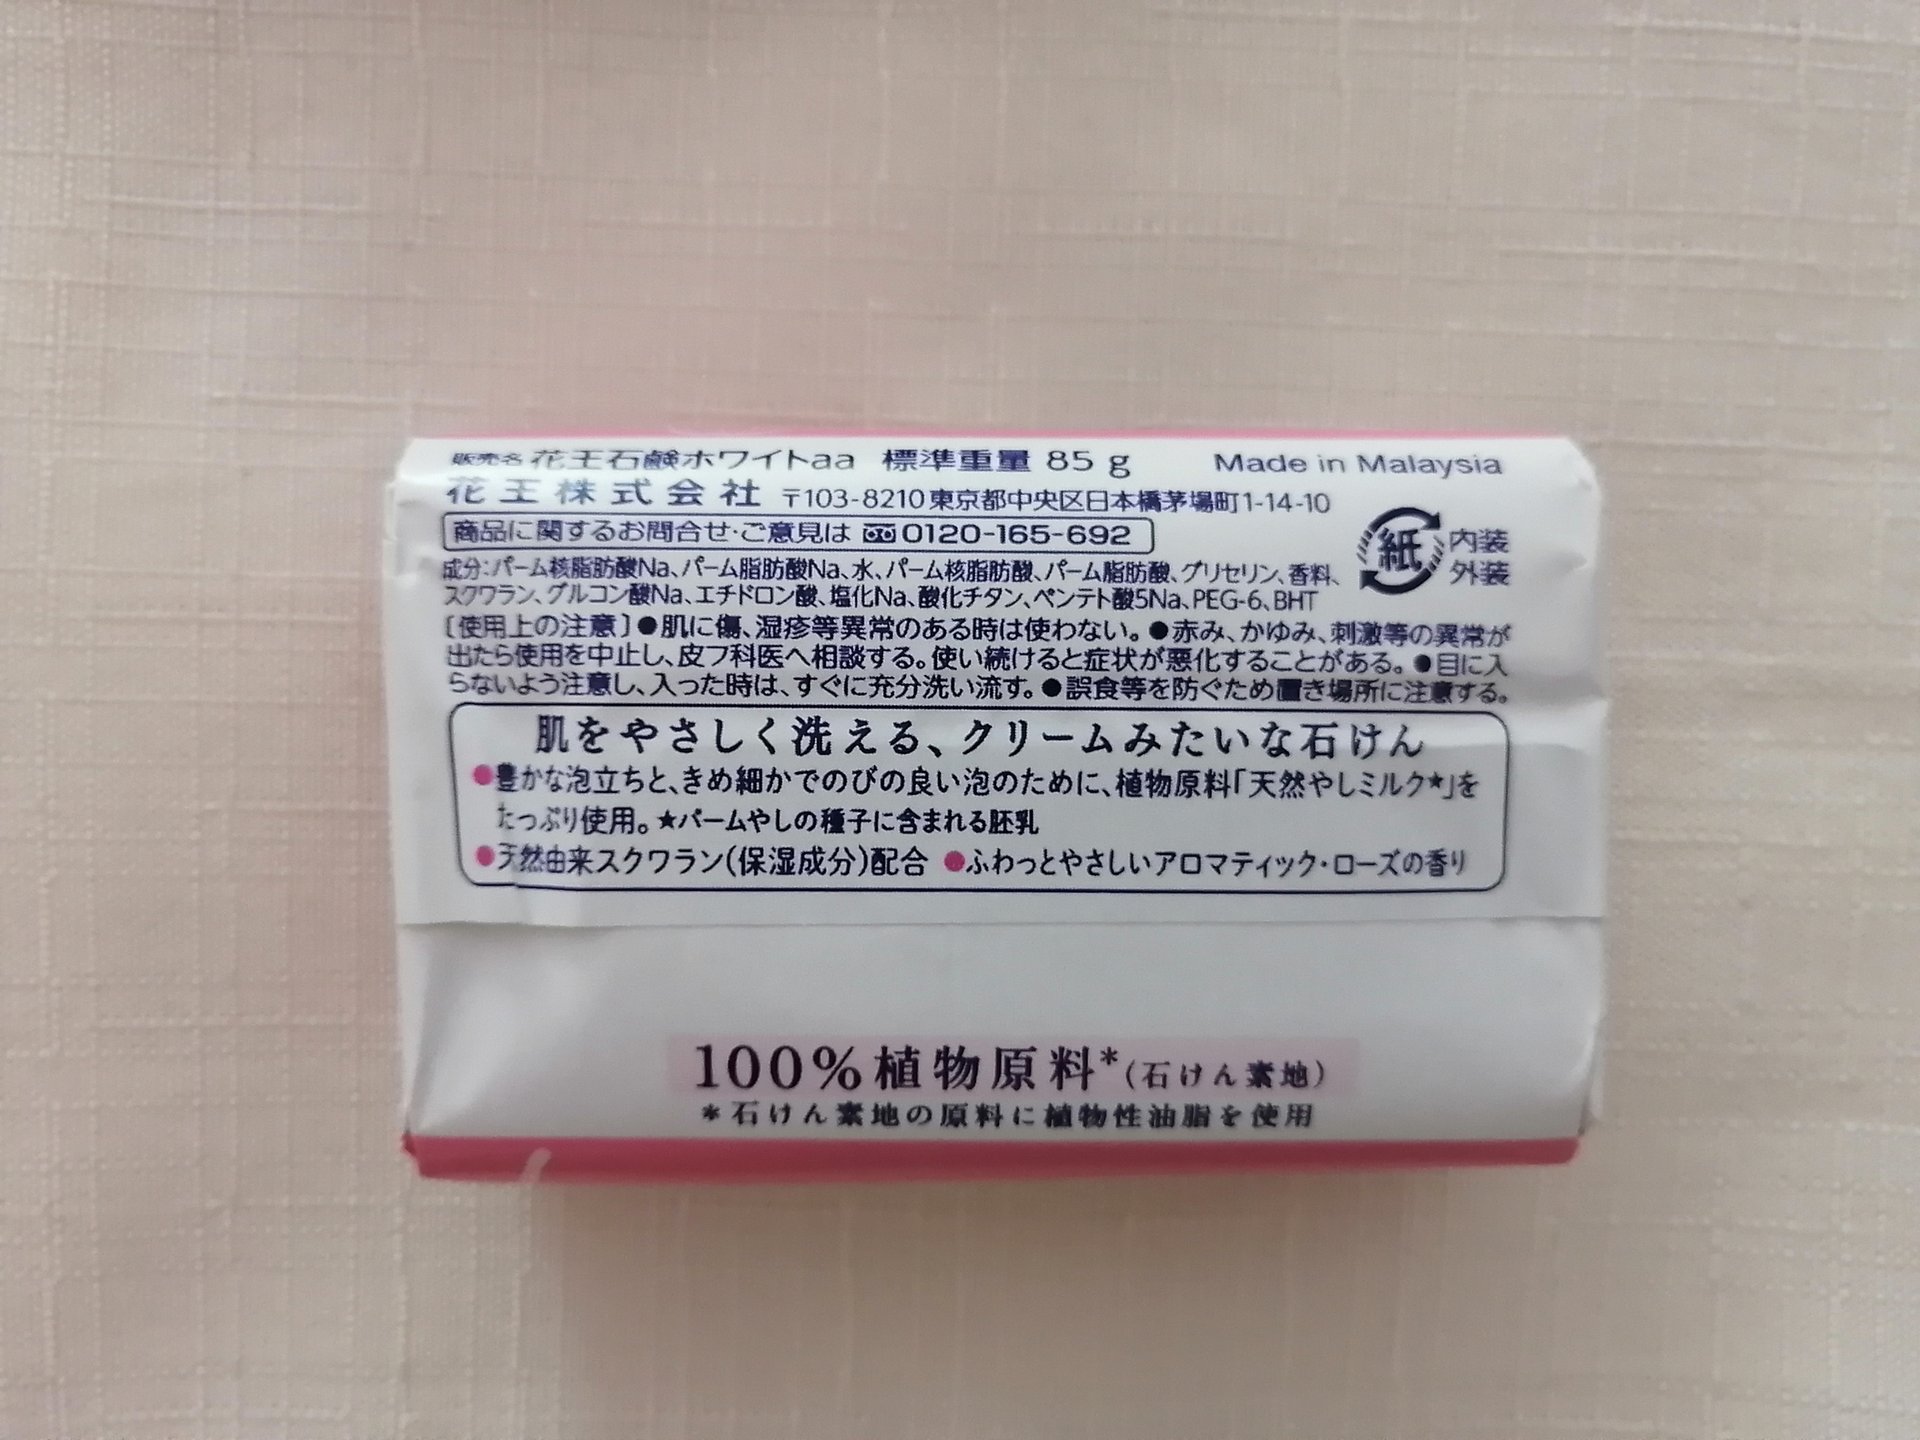 販売名 花王石鹸ホワイトaa 標準重量 85 g Made in Malaysia
花王株式会社 〒103-8210東京都中央区日本橋茅場町1-14-10
商品に関するお問合せ・ご意見は 0120-165-692
紙 内装
外装
成分:パーム核脂肪酸Na、パーム脂肪酸Na、水、パーム核脂肪酸、パーム脂肪酸、グリセリン、香料、
スクワラン、グルコン酸Na、エチドロン酸、塩化Na、酸化チタン、ペンテト酸5Na、PEG-6、BHT
〔使用上の注意〕●肌に傷、湿疹等異常のある時は使わない。●赤み、かゆみ、刺激等の異常が
出たら使用を中止し、皮フ科医へ相談する。使い続けると症状が悪化することがある。●目に入
らないよう注意し、入った時は、すぐに充分洗い流す。●誤食等を防ぐため置き場所に注意する。
肌をやさしく洗える、クリームみたいな石けん
●豊かな泡立ちと、きめ細かでのびの良い泡のために、植物原料「天然やしミルク★」を
たっぷり使用。★パームやしの種子に含まれる胚乳
●天然由来スクワラン(保湿成分)配合 ●ふわっとやさしいアロマティック・ローズの香り
100%植物原料*(石けん素地)
*石けん素地の原料に植物性油脂を使用